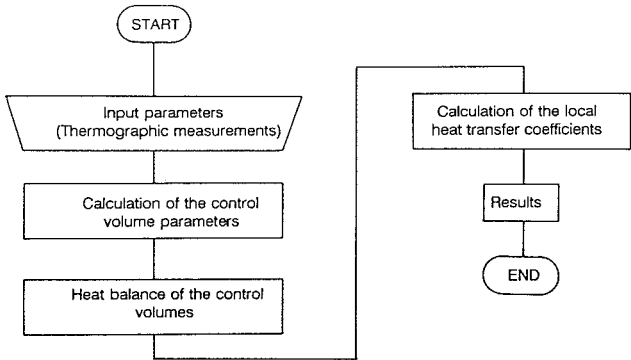 START
Input parameters
(Thermographic measurements)
Calculation of the control
volume parameters
Heat balance of the control
volumes
Calculation of the local
heat transfer coefficients
Results
END